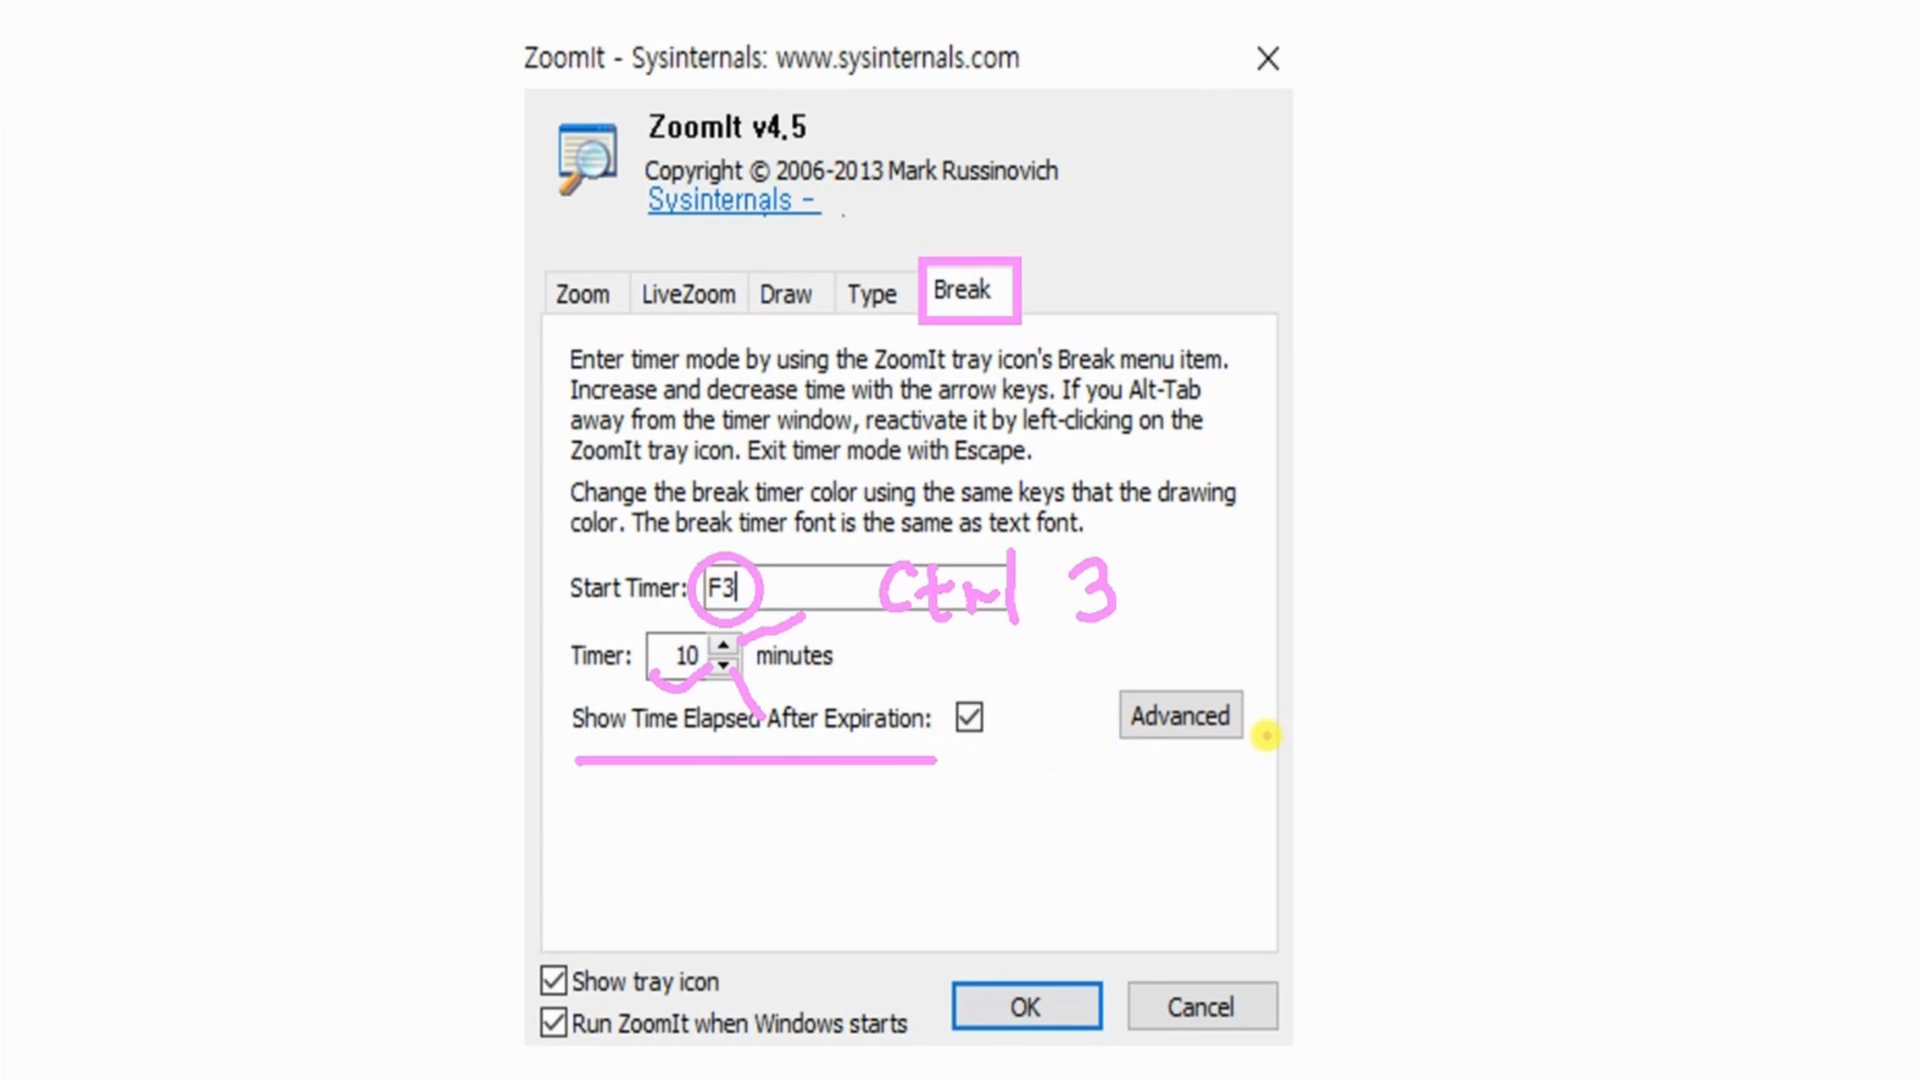 ZoomIt - Sysinternals: www.sysinternals.com
ZoomIt v4.5
Copyright © 2006-2013 Mark Russinovich
Sysinternals -
Zoom LiveZoom Draw Type Break
Enter timer mode by using the ZoomIt tray icon's Break menu item.
Increase and decrease time with the arrow keys. If you Alt-Tab
away from the timer window, reactivate it by left-clicking on the
ZoomIt tray icon. Exit timer mode with Escape.
Change the break timer color using the same keys that the drawing
color. The break timer font is the same as text font.
Start Timer: F3 Ctrl 3
Timer: 10 minutes
Show Time Elapsed After Expiration: Advanced
Show tray icon
Run ZoomIt when Windows starts
OK Cancel